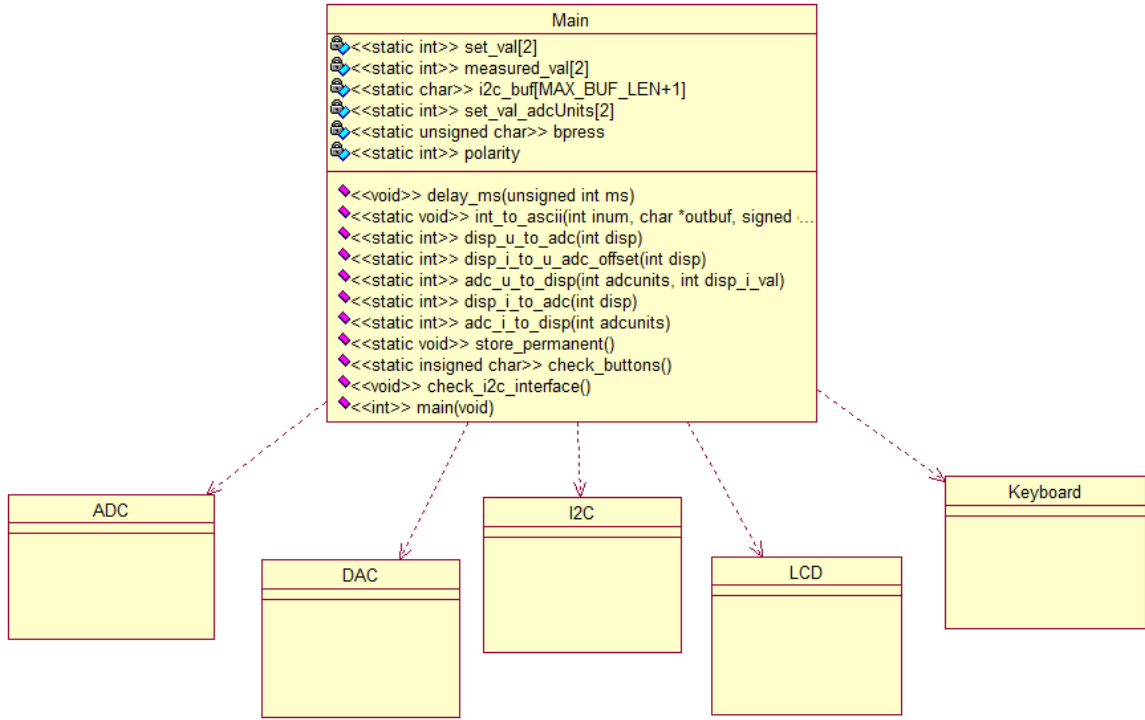 Main
<<static int>> set_val[2]
<<static int>> measured_val[2]
<<static char>> i2c_buf[MAX_BUF_LEN+1]
<<static int>> set_val_adcUnits[2]
<<static unsigned char>> bpress
<<static int>> polarity
<<void>> delay_ms(unsigned int ms)
<<static void>> int_to_ascii(int inum, char *outbuf, signed ...
<<static int>> disp_u_to_adc(int disp)
<<static int>> disp_i_to_u_adc_offset(int disp)
<<static int>> adc_u_to_disp(int adcunits, int disp_i_val)
<<static int>> disp_i_to_adc(int disp)
<<static int>> adc_i_to_disp(int adcunits)
<<static void>> store_permanent()
<<static insigned char>> check_buttons()
<<void>> check_i2c_interface()
<<int>> main(void)
ADC
DAC
I2C
LCD
Keyboard